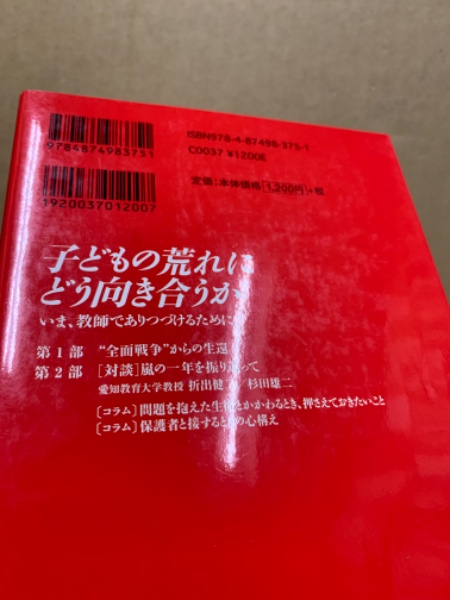 ISBN978-4-87498-375-1
9784874983751
C0037 ¥1200E
定価:本体価格1,200円+税
1920037012007
子どもの荒れに
どう向き合うか
いま、教師でありつづけるために
第1部 “全面戦争”からの生還
第2部 [対談]嵐の一年を振り って
愛知教育大学教授 折出健 杉田雄二
[コラム]問題を抱えた生徒とかかわるとき、押さえておきたいこと
[コラム]保護者と接するときの心構え